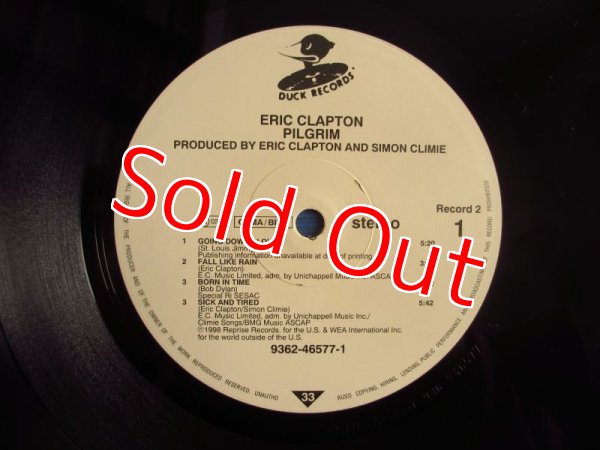 DUCK RECORDS
ERIC CLAPTON
PILGRIM
PRODUCED BY ERIC CLAPTON AND SIMON CLIMIE
Sold Out
Record 2
stereo
1
1 GOING DOWN 5:20
(St. Louis
Publishing information unavailable at of printing
2 FALL LIKE RAIN
(Eric Clapton)
E.C. Music Limited, adm. by Unichappell Music ASCAP
3 BORN IN TIME
(Bob Dylan)
Special Ri SESAC
3 SICK AND TIRED 5:42
(Eric Clapton/Simon Climie)
E.C. Music Limited, adm. by Unichappell Music Inc./
Climie Songs/BMG Music ASCAP
℗1998 Reprise Records. for the U.S. & WEA International Inc.
for the world outside of the U.S.
9362-46577-1
33
OF THE PRODUCER AND OF THE OWNER OF THE WORK REPRODUCED RESERVED. UNAUTHO
RIZED COPYING, HIRING, LENDING, PUBLIC PERFORMANCE AND BROADCASTING THIS RECORD PROHIBITED